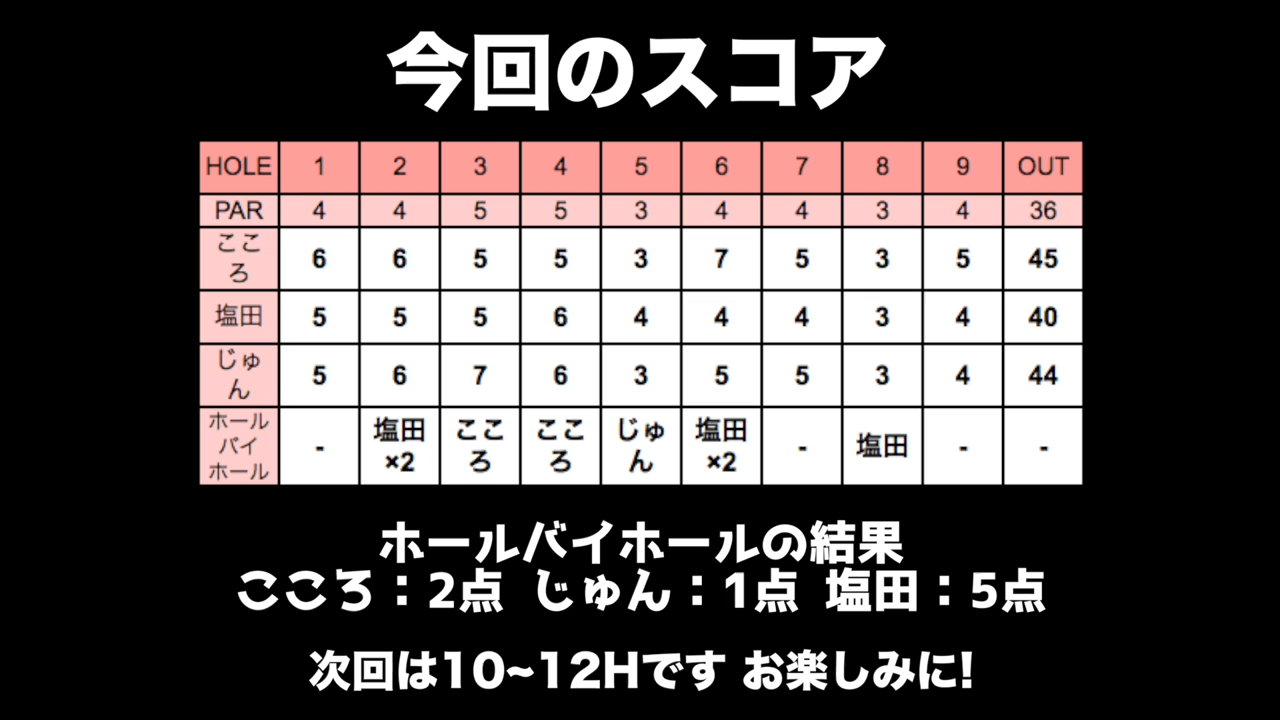 今回のスコア
HOLE 1 2 3 4 5 6 7 8 9 OUT
PAR 4 4 5 5 3 4 4 3 4 36
こころ 6 6 5 5 3 7 5 3 5 45
塩田 5 5 5 6 4 4 4 3 4 40
じゅん 5 6 7 6 3 5 5 3 4 44
ホールバイホール - 塩田×2 こころ こころ じゅん 塩田×2 - 塩田 - -
ホールバイホールの結果
こころ：2点 じゅん：1点 塩田：5点
次回は10~12Hです お楽しみに!